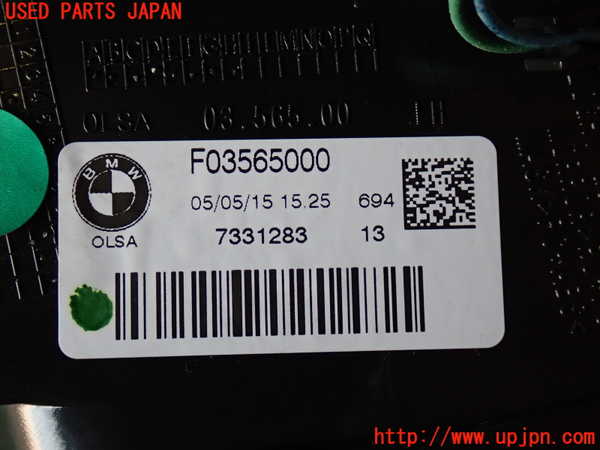 USED PARTS JAPAN
ABCDEFGHIJLMNOPQ
OLSA 03.565.00
BMW
OLSA
F03565000
05/05/15 15.25 694
7331283 13
http://www.upjpn.com/